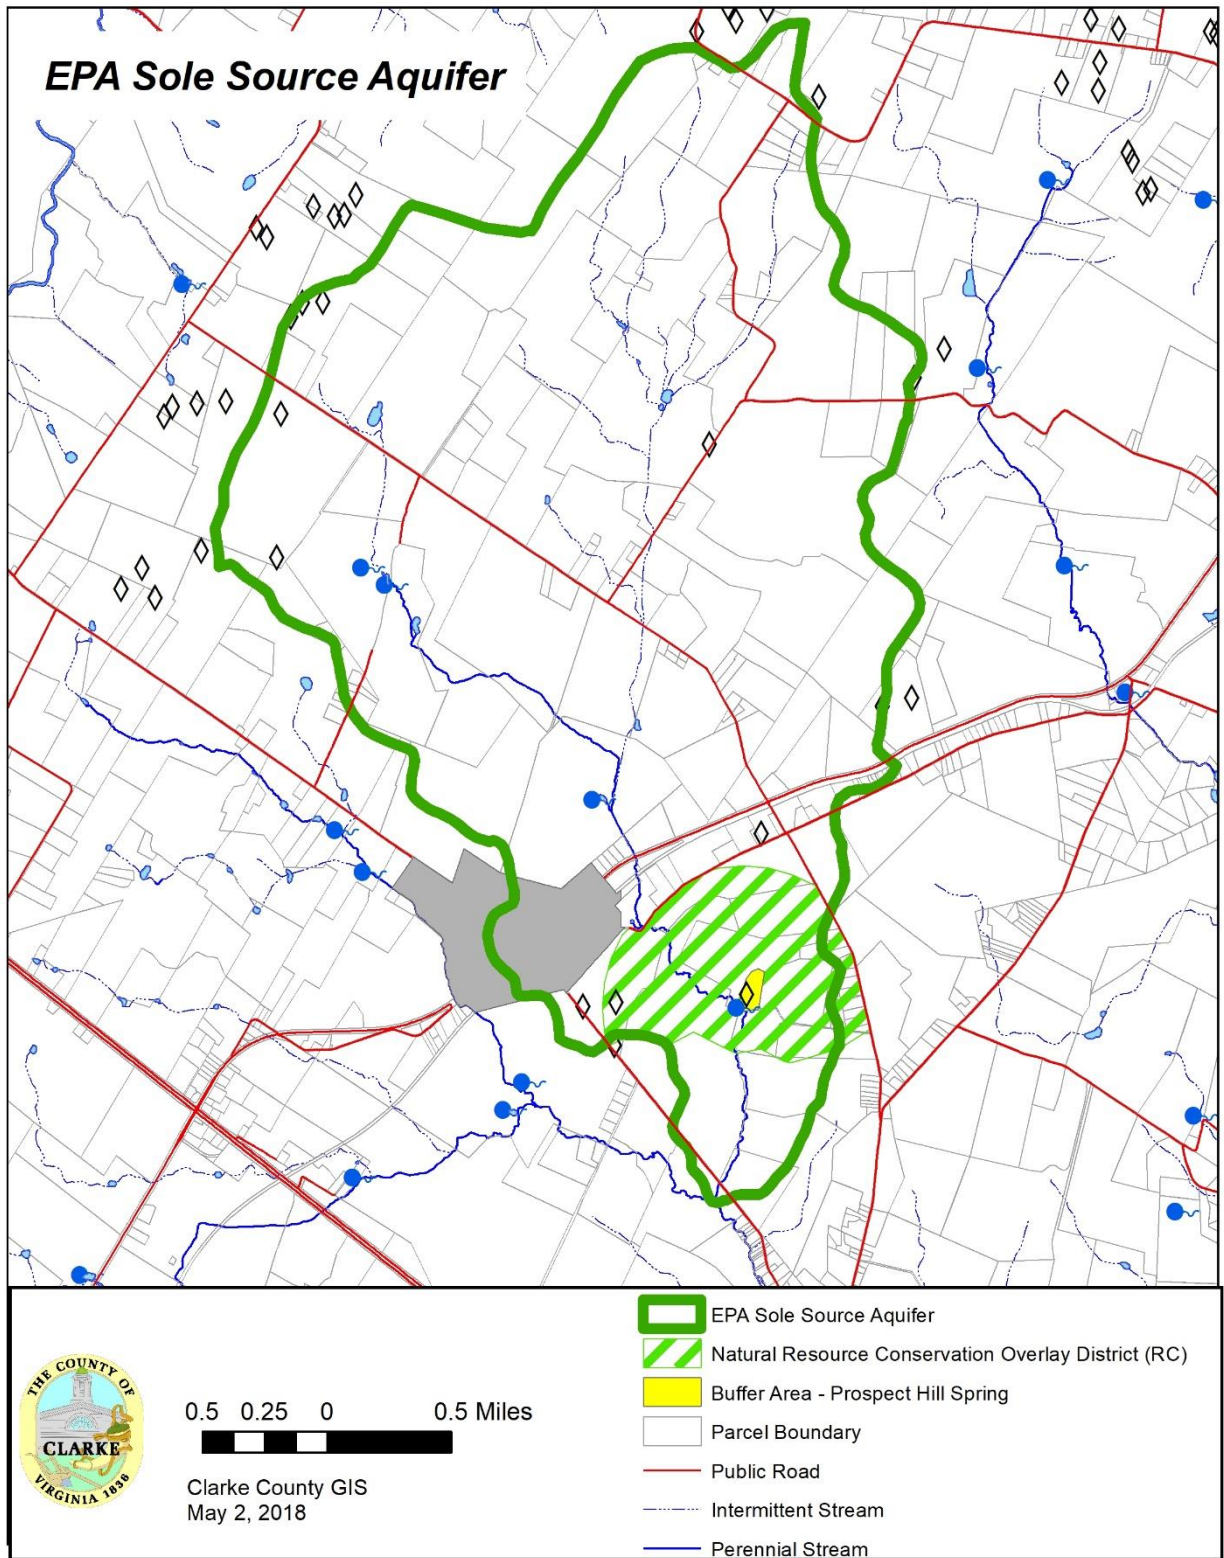 EPA Sole Source Aquifer
THE COUNTY OF
CLARKE
VIRGINIA 1836
0.5 0.25 0 0.5 Miles
Clarke County GIS
May 2, 2018
EPA Sole Source Aquifer
Natural Resource Conservation Overlay District (RC)
Buffer Area - Prospect Hill Spring
Parcel Boundary
Public Road
Intermittent Stream
Perennial Stream